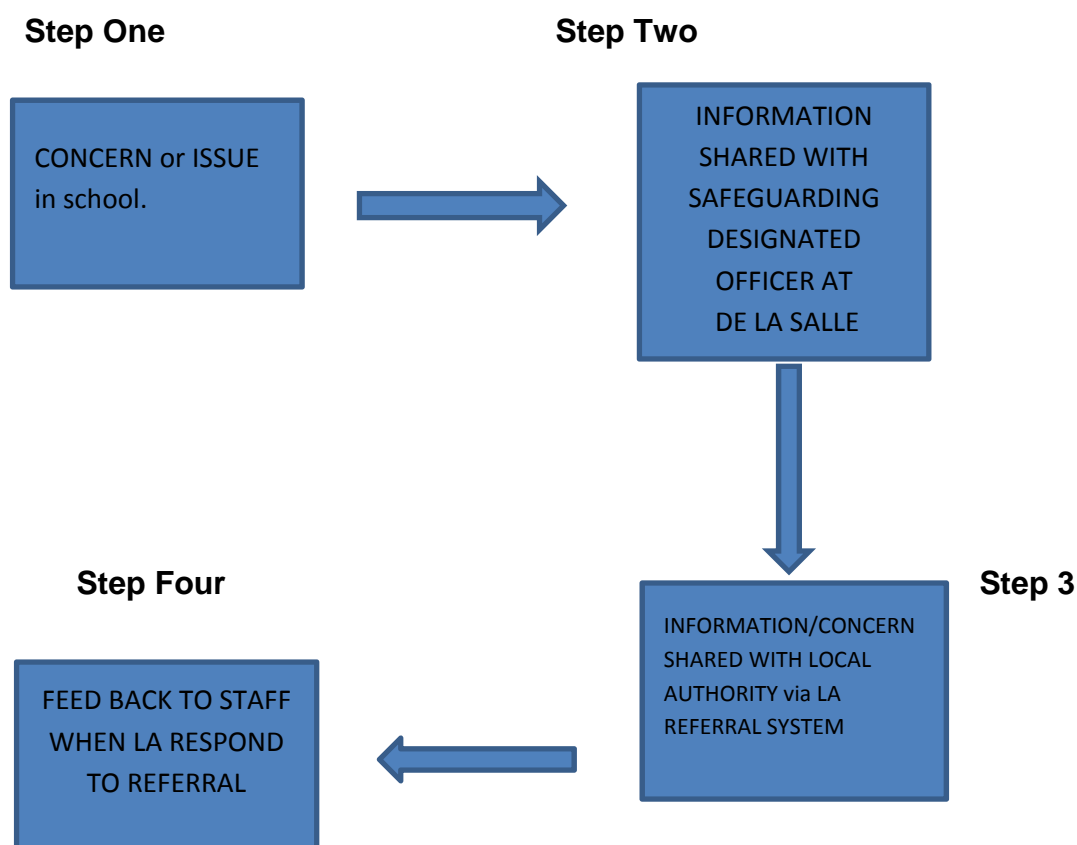 Step One
CONCERN or ISSUE
in school.
Step Two
INFORMATION
SHARED WITH
SAFEGUARDING
DESIGNATED
OFFICER AT
DE LA SALLE
Step 3
INFORMATION/CONCERN
SHARED WITH LOCAL
AUTHORITY via LA
REFERRAL SYSTEM
Step Four
FEED BACK TO STAFF
WHEN LA RESPOND
TO REFERRAL